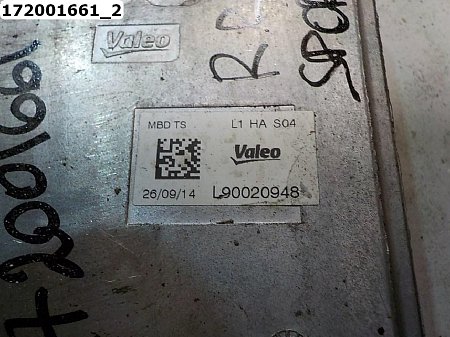 172001661_2
Valeo
MBD TS L1 HA S04
Valeo
26/09/14 L90020948